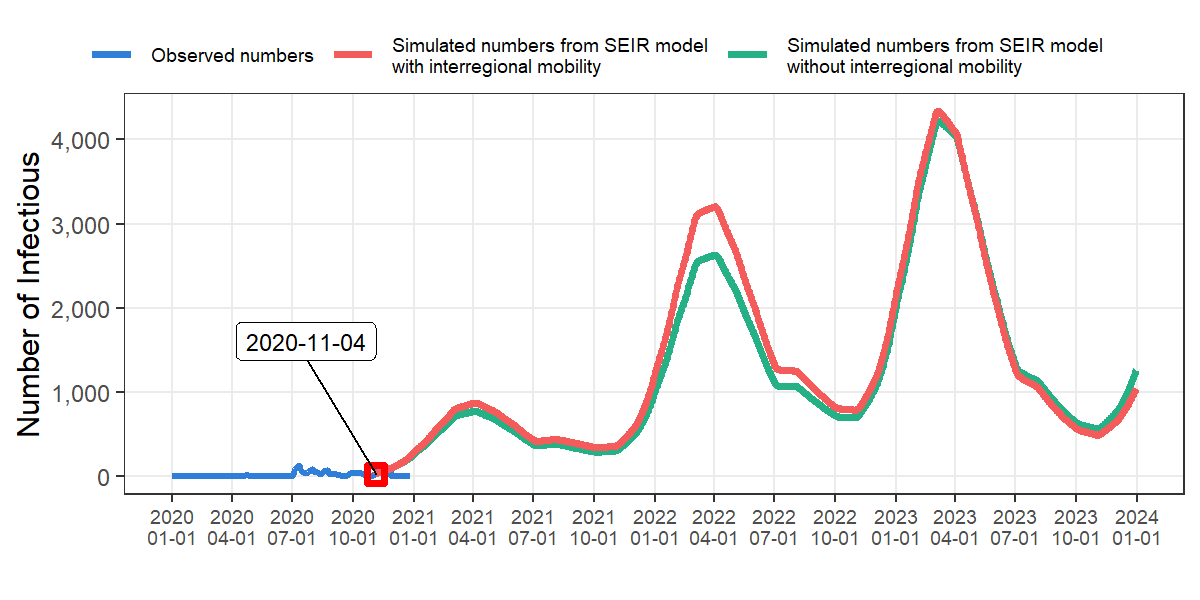 Observed numbers
Simulated numbers from SEIR model
with interregional mobility
Simulated numbers from SEIR model
without interregional mobility
Number of Infectious
4,000
3,000
2,000
1,000
0
2020-11-04
2020 2020 2020 2020 2021 2021 2021 2021 2022 2022 2022 2022 2023 2023 2023 2023 2024
01-01 04-01 07-01 10-01 01-01 04-01 07-01 10-01 01-01 04-01 07-01 10-01 01-01 04-01 07-01 10-01 01-01